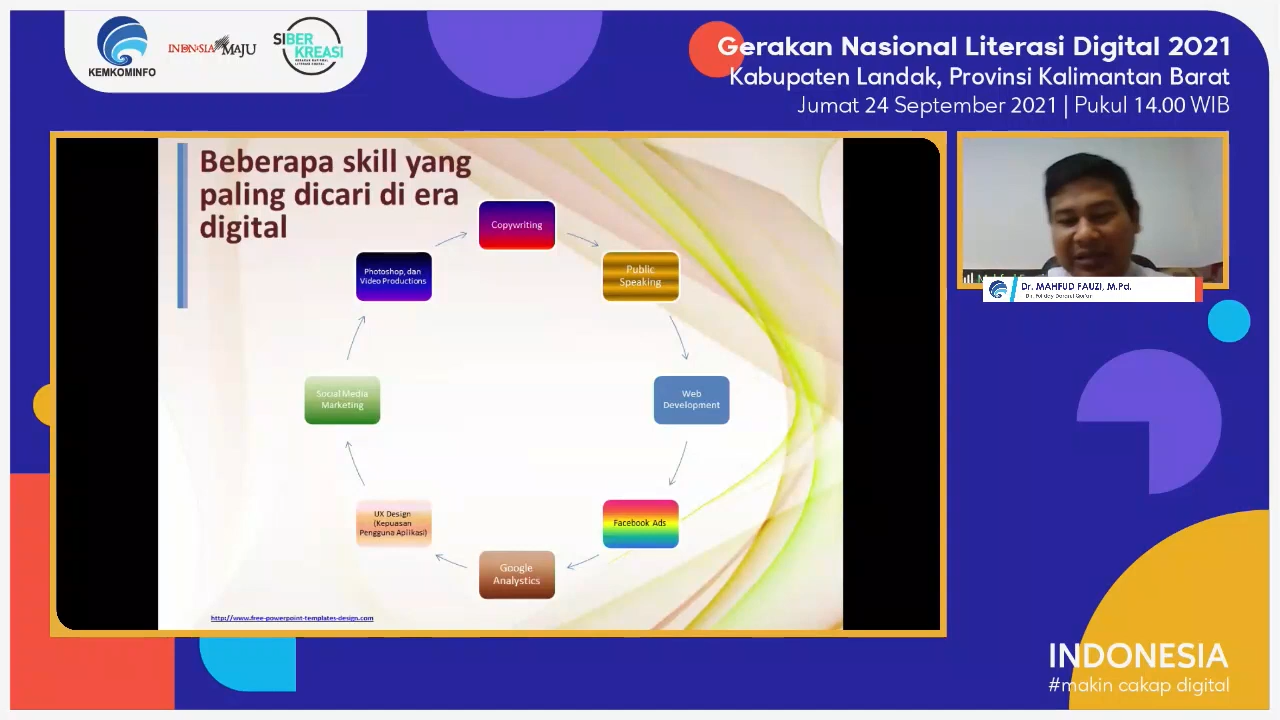 KEMKOMINFO
INDONESIA MAJU
SIBER
KREASI
Gerakan Nasional Literasi Digital 2021
Kabupaten Landak, Provinsi Kalimantan Barat
Jumat 24 September 2021 | Pukul 14.00 WIB
Beberapa skill yang
paling dicari di era
digital
Copywriting
Public
Speaking
Web
Development
Facebook Ads
Google
Analystics
UX Design
(Kepuasan
Pengguna Aplikasi)
Social Media
Marketing
Photoshop, dan
Video Productions
http://www.free-powerpoint-templates-design.com
Dr. MAHFUD FAUZI, M.Pd.
INDONESIA
#makin cakap digital